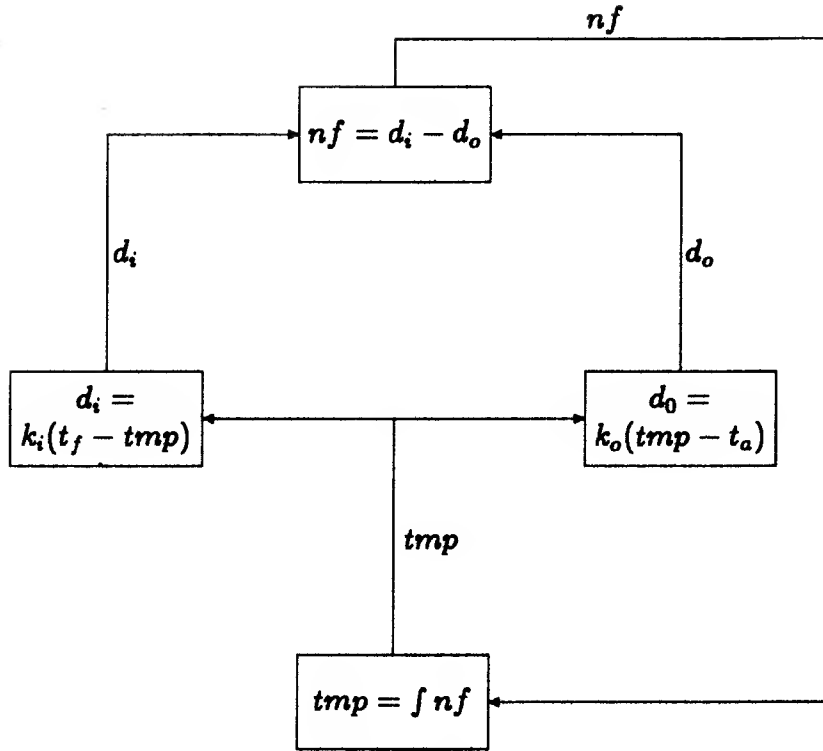 nf
nf = d_i − d_o
d_i
d_o
d_i =
k_i(t_f − tmp)
d_0 =
k_o(tmp − t_a)
tmp
tmp = ∫ nf